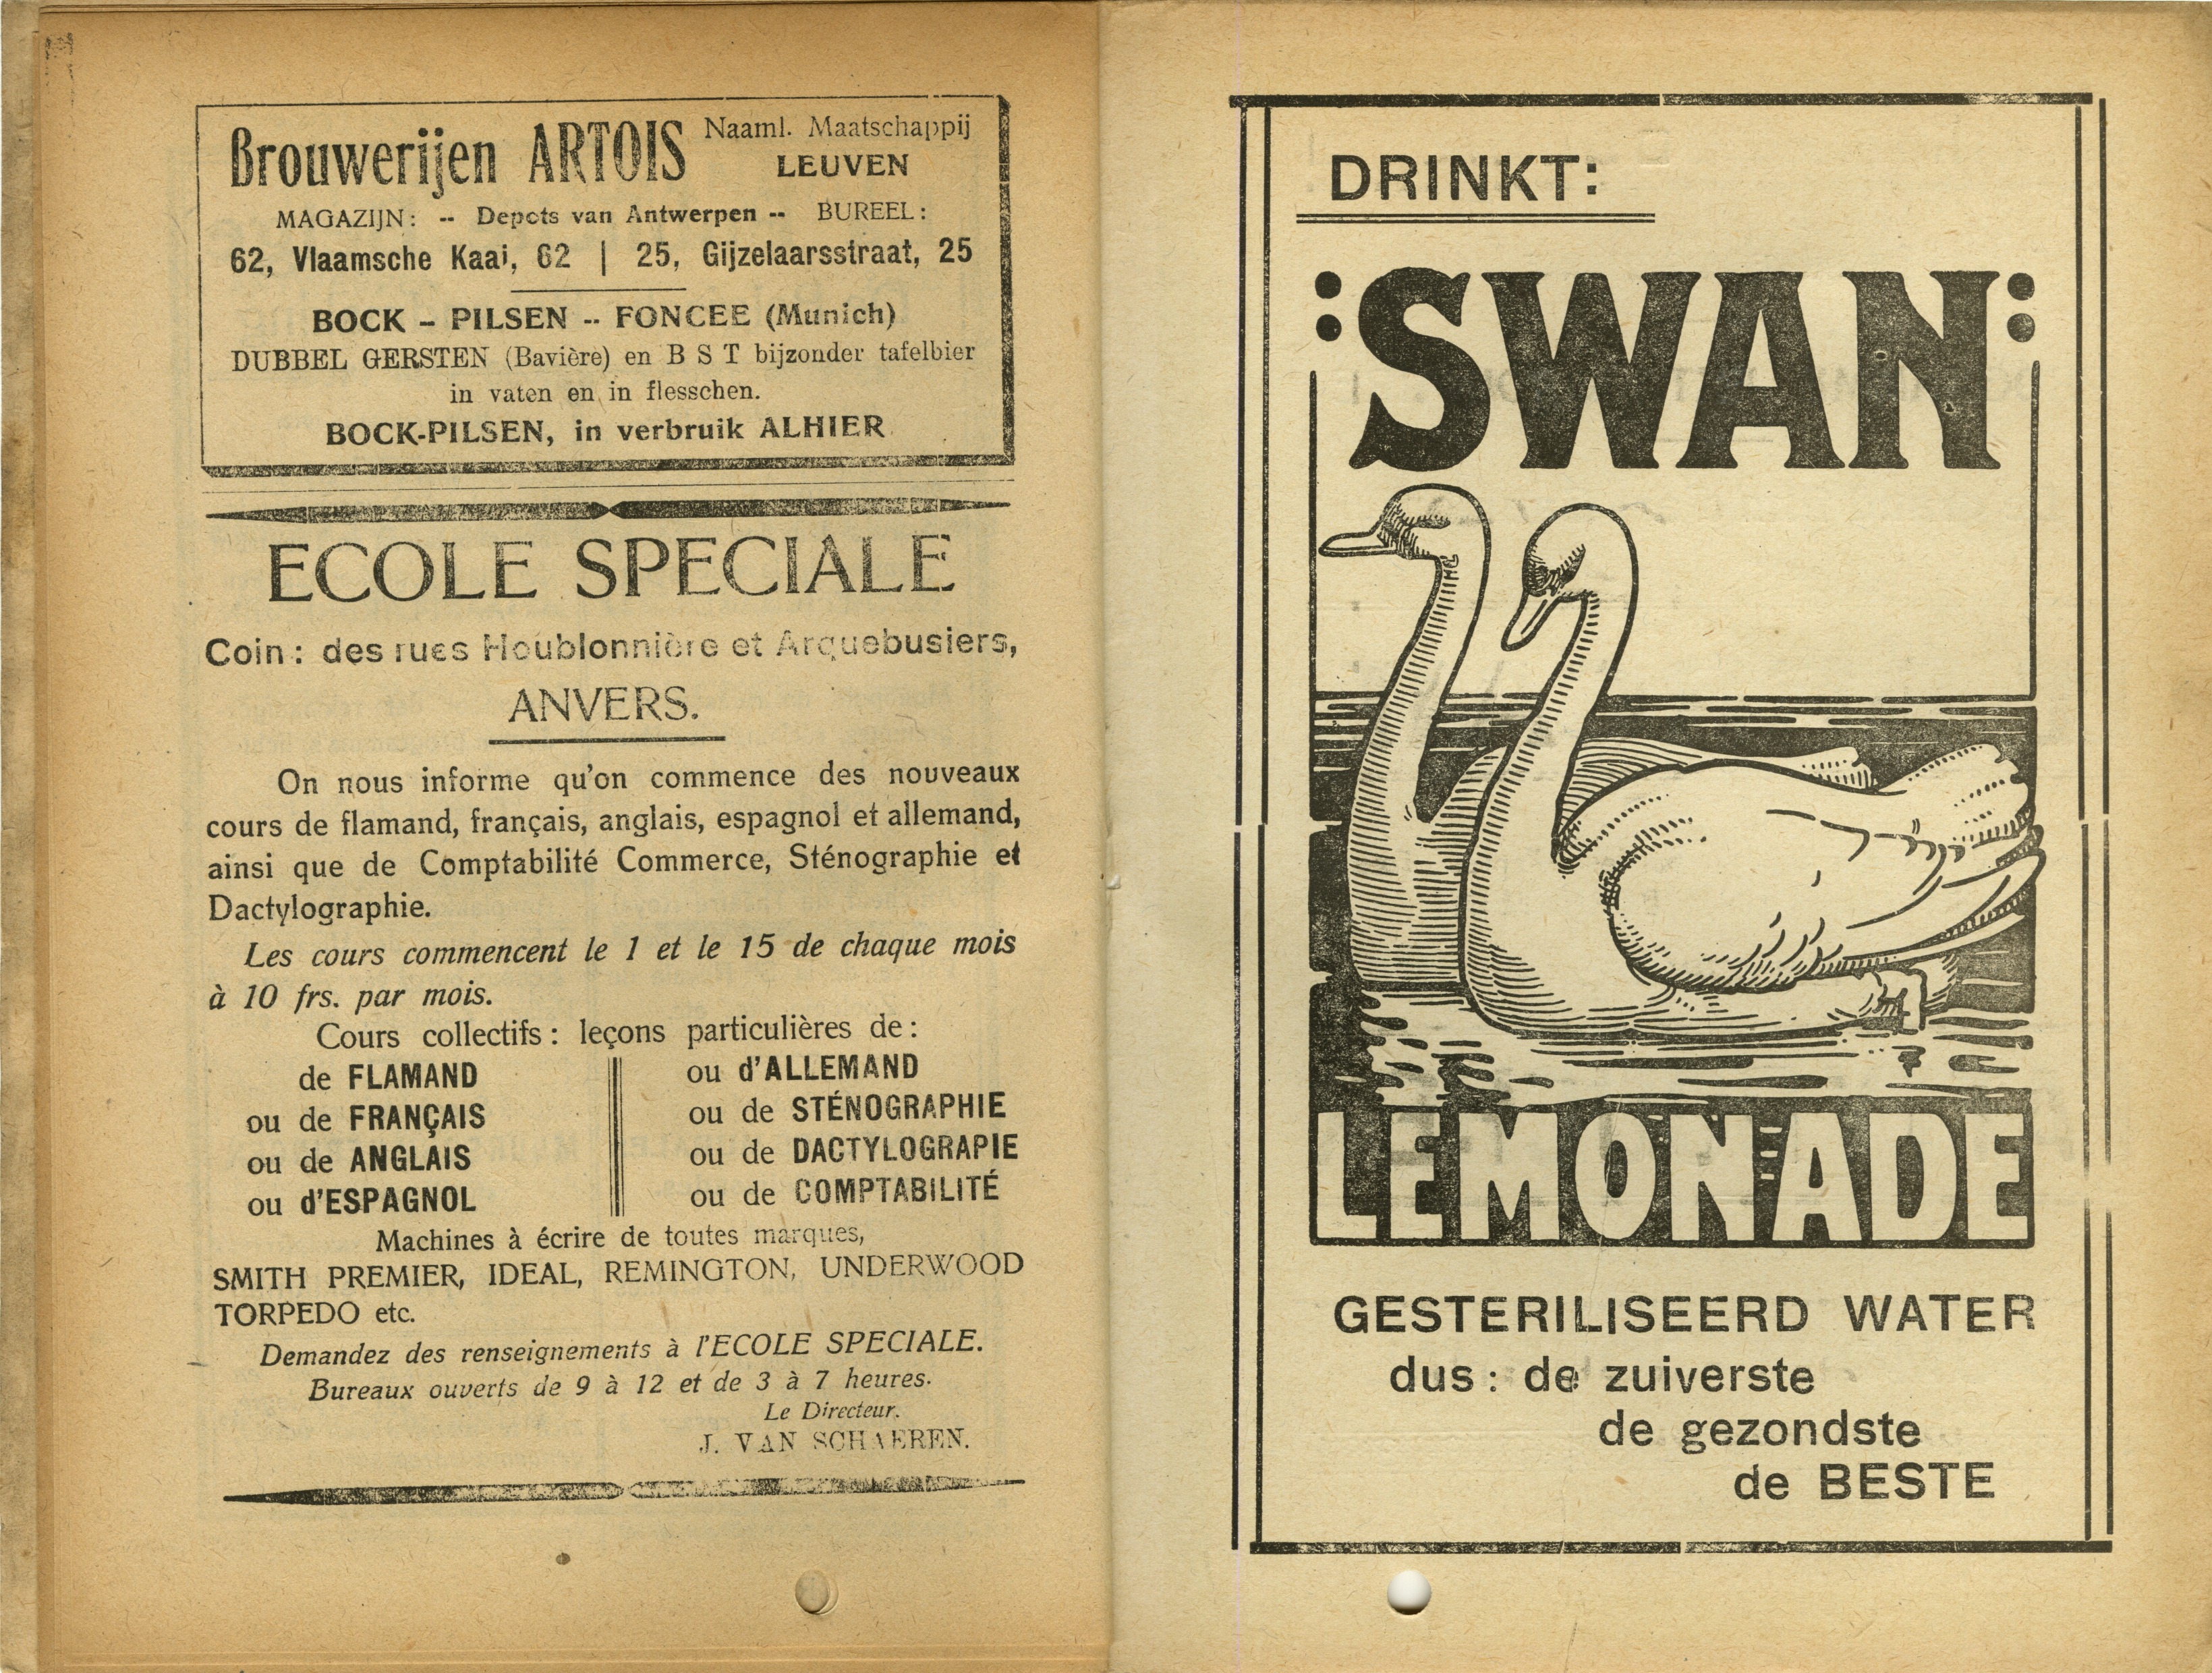 Brouwerijen ARTOIS Naaml. Maatschappij
LEUVEN
MAGAZIJN: -- Depots van Antwerpen -- BUREEL:
62, Vlaamsche Kaai, 62 | 25, Gijzelaarsstraat, 25
BOCK – PILSEN -- FONCEE (Munich)
DUBBEL GERSTEN (Bavière) en B S T bijzonder tafelbier
in vaten en in flesschen.
BOCK-PILSEN, in verbruik ALHIER
ECOLE SPECIALE
Coin: des rues Houblonnière et Arquebusiers,
ANVERS.
On nous informe qu'on commence des nouveaux
cours de flamand, français, anglais, espagnol et allemand,
ainsi que de Comptabilité Commerce, Sténographie et
Dactylographie.
Les cours commencent le 1 et le 15 de chaque mois
à 10 frs. par mois.
Cours collectifs: leçons particulières de:
de FLAMAND
ou de FRANÇAIS
ou de ANGLAIS
ou d'ESPAGNOL
ou d'ALLEMAND
ou de STÉNOGRAPHIE
ou de DACTYLOGRAPIE
ou de COMPTABILITÉ
Machines à écrire de toutes marques,
SMITH PREMIER, IDEAL, REMINGTON, UNDERWOOD
TORPEDO etc.
Demandez des renseignements à l'ECOLE SPECIALE.
Bureaux ouverts de 9 à 12 et de 3 à 7 heures.
Le Directeur.
J. VAN SCHAEREN.
DRINKT:
:SWAN:
LEMONADE
GESTERILISEERD WATER
dus: de zuiverste
de gezondste
de BESTE